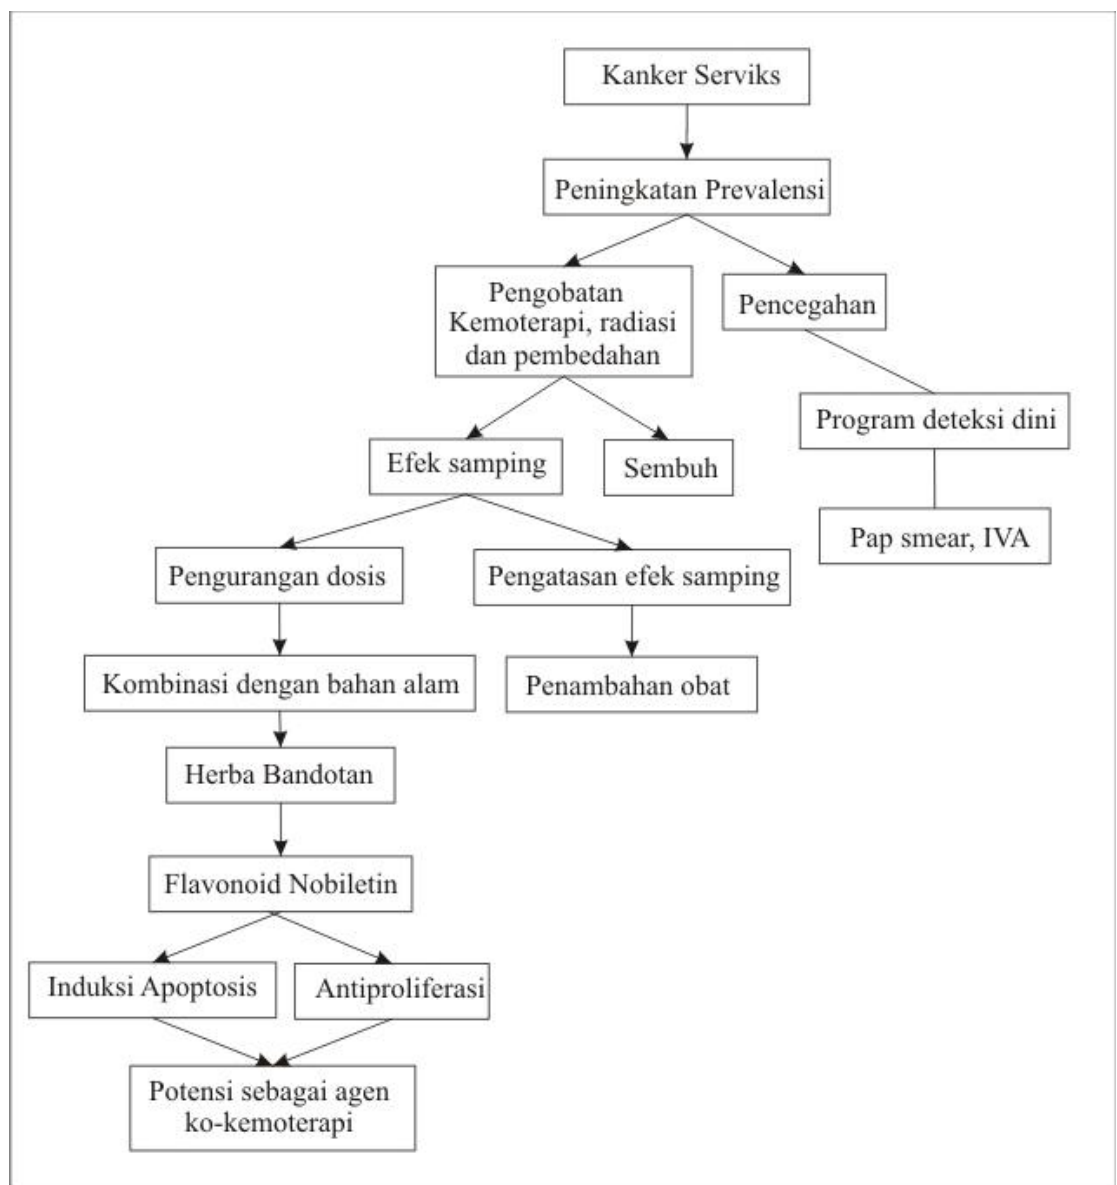 Kanker Serviks
Peningkatan Prevalensi
Pengobatan
Kemoterapi, radiasi
dan pembedahan
Pencegahan
Program deteksi dini
Efek samping
Sembuh
Pap smear, IVA
Pengurangan dosis
Pengatasan efek samping
Kombinasi dengan bahan alam
Penambahan obat
Herba Bandotan
Flavonoid Nobiletin
Induksi Apoptosis
Antiproliferasi
Potensi sebagai agen
ko-kemoterapi